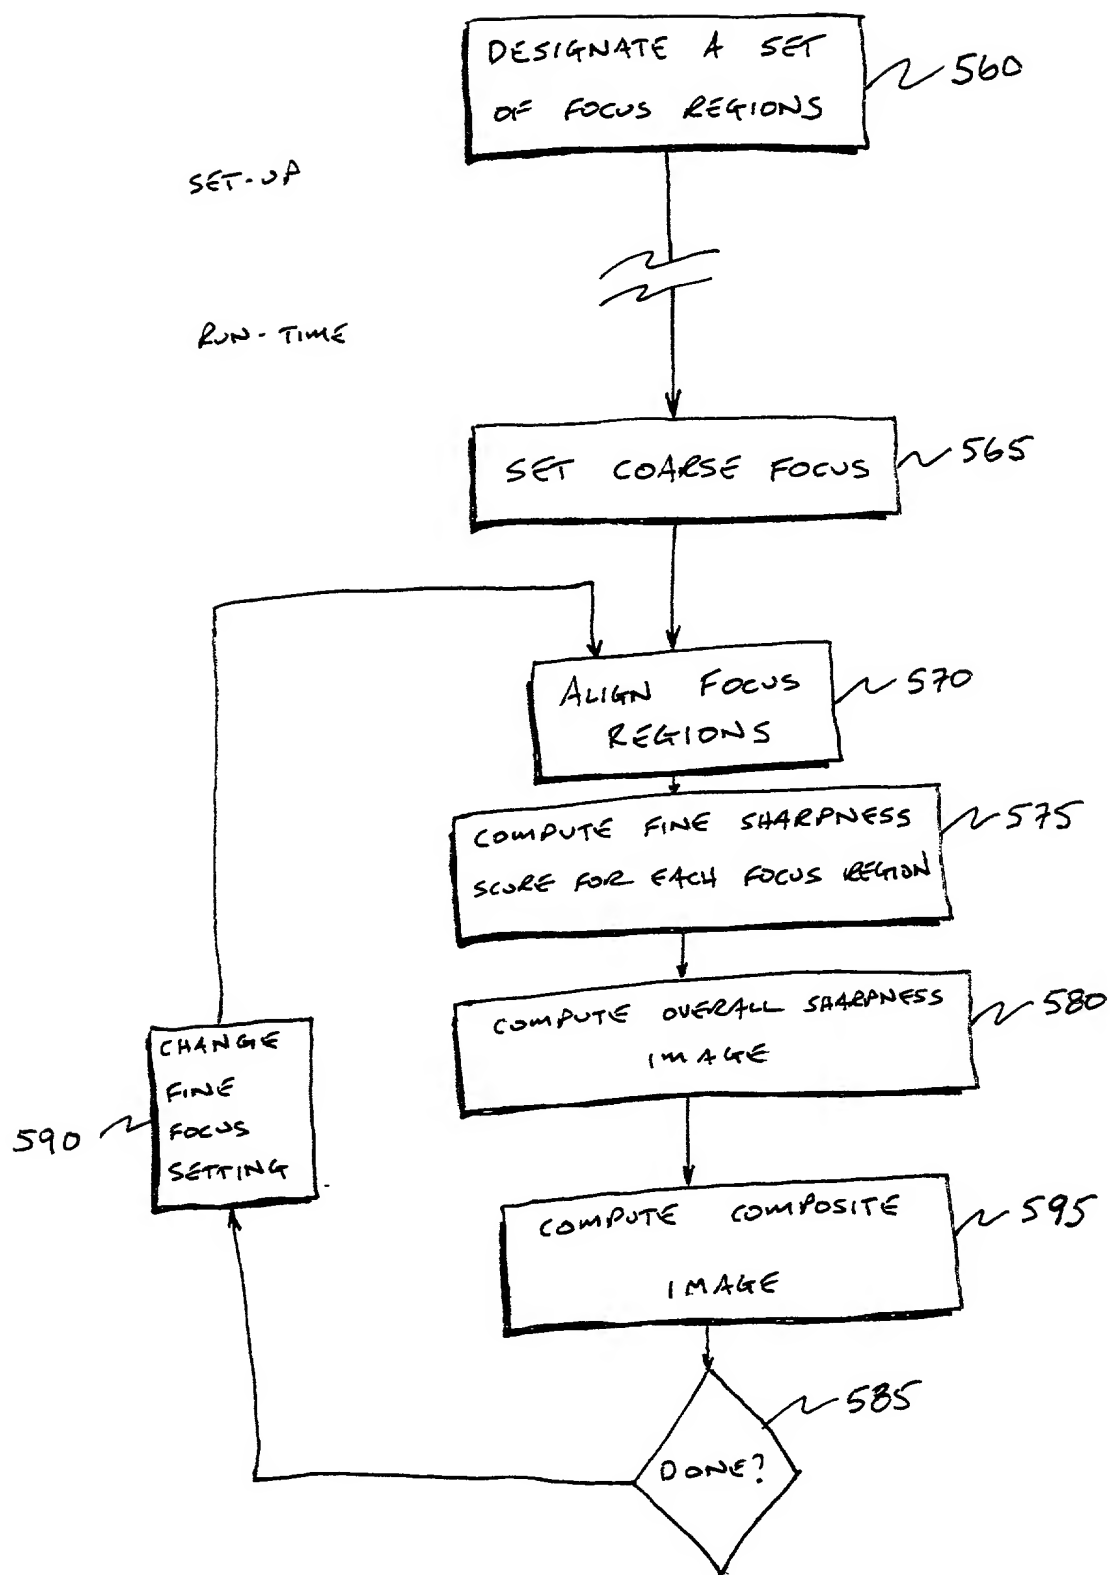 DESIGNATE A SET
OF FOCUS REGIONS
560
SET-UP
RUN-TIME
SET COARSE FOCUS
565
ALIGN FOCUS
REGIONS
570
COMPUTE FINE SHARPNESS
SCORE FOR EACH FOCUS REGION
575
COMPUTE OVERALL SHARPNESS
IMAGE
580
CHANGE
FINE
FOCUS
SETTING
590
COMPUTE COMPOSITE
IMAGE
595
DONE?
585